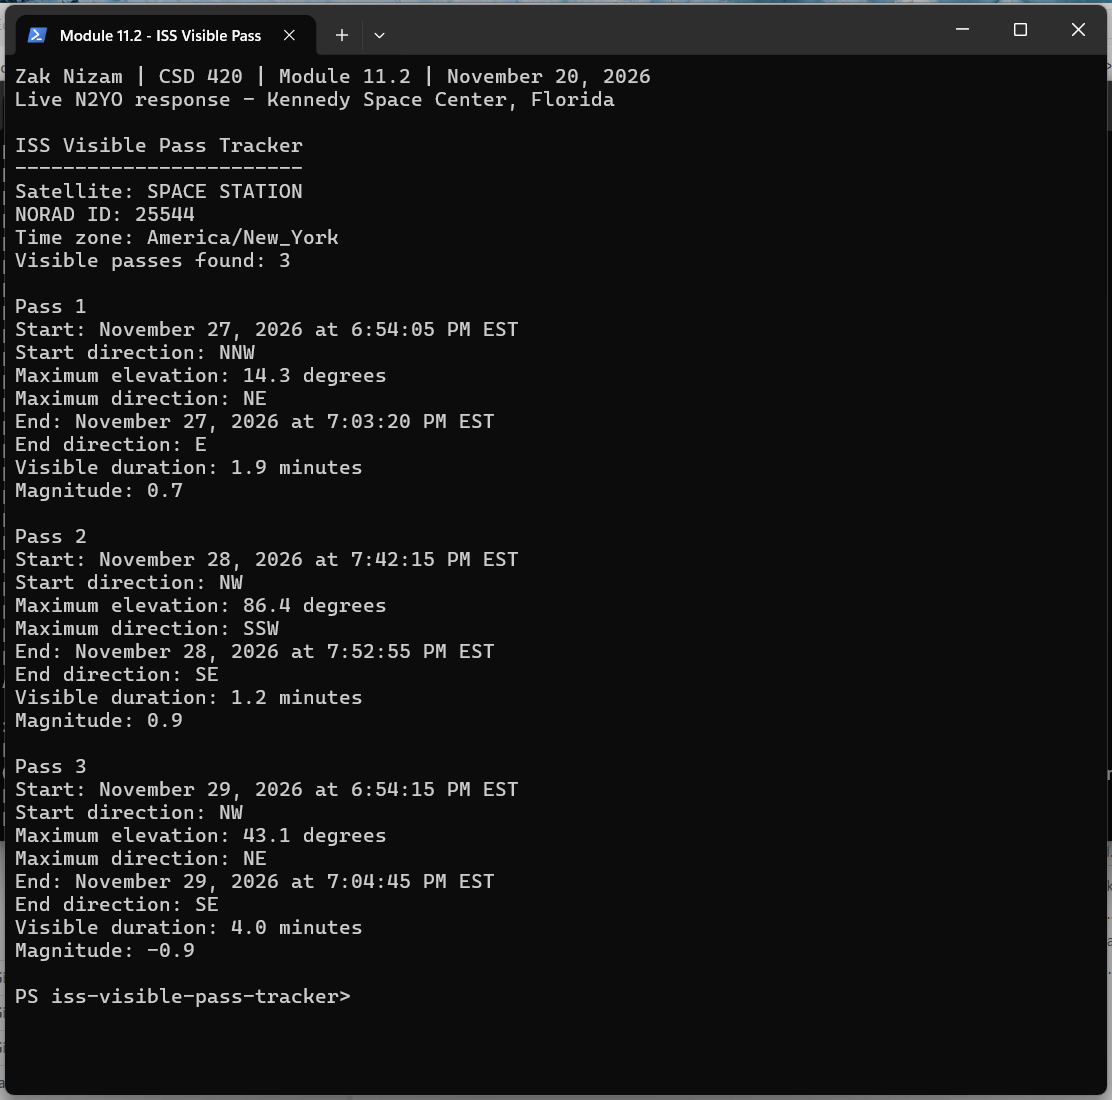 Module 11.2 - ISS Visible Pass
Zak Nizam | CSD 420 | Module 11.2 | November 20, 2026
Live N2YO response - Kennedy Space Center, Florida
ISS Visible Pass Tracker
------------------------
Satellite: SPACE STATION
NORAD ID: 25544
Time zone: America/New_York
Visible passes found: 3
Pass 1
Start: November 27, 2026 at 6:54:05 PM EST
Start direction: NNW
Maximum elevation: 14.3 degrees
Maximum direction: NE
End: November 27, 2026 at 7:03:20 PM EST
End direction: E
Visible duration: 1.9 minutes
Magnitude: 0.7
Pass 2
Start: November 28, 2026 at 7:42:15 PM EST
Start direction: NW
Maximum elevation: 86.4 degrees
Maximum direction: SSW
End: November 28, 2026 at 7:52:55 PM EST
End direction: SE
Visible duration: 1.2 minutes
Magnitude: 0.9
Pass 3
Start: November 29, 2026 at 6:54:15 PM EST
Start direction: NW
Maximum elevation: 43.1 degrees
Maximum direction: NE
End: November 29, 2026 at 7:04:45 PM EST
End direction: SE
Visible duration: 4.0 minutes
Magnitude: -0.9
PS iss-visible-pass-tracker>